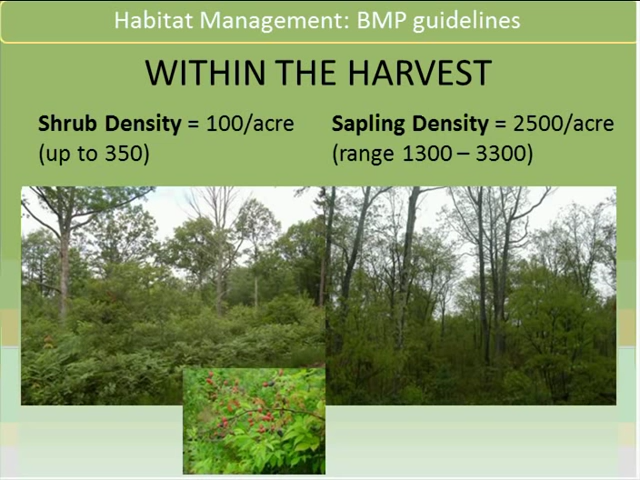 Habitat Management: BMP guidelines
WITHIN THE HARVEST
Shrub Density = 100/acre
(up to 350)
Sapling Density = 2500/acre
(range 1300 – 3300)